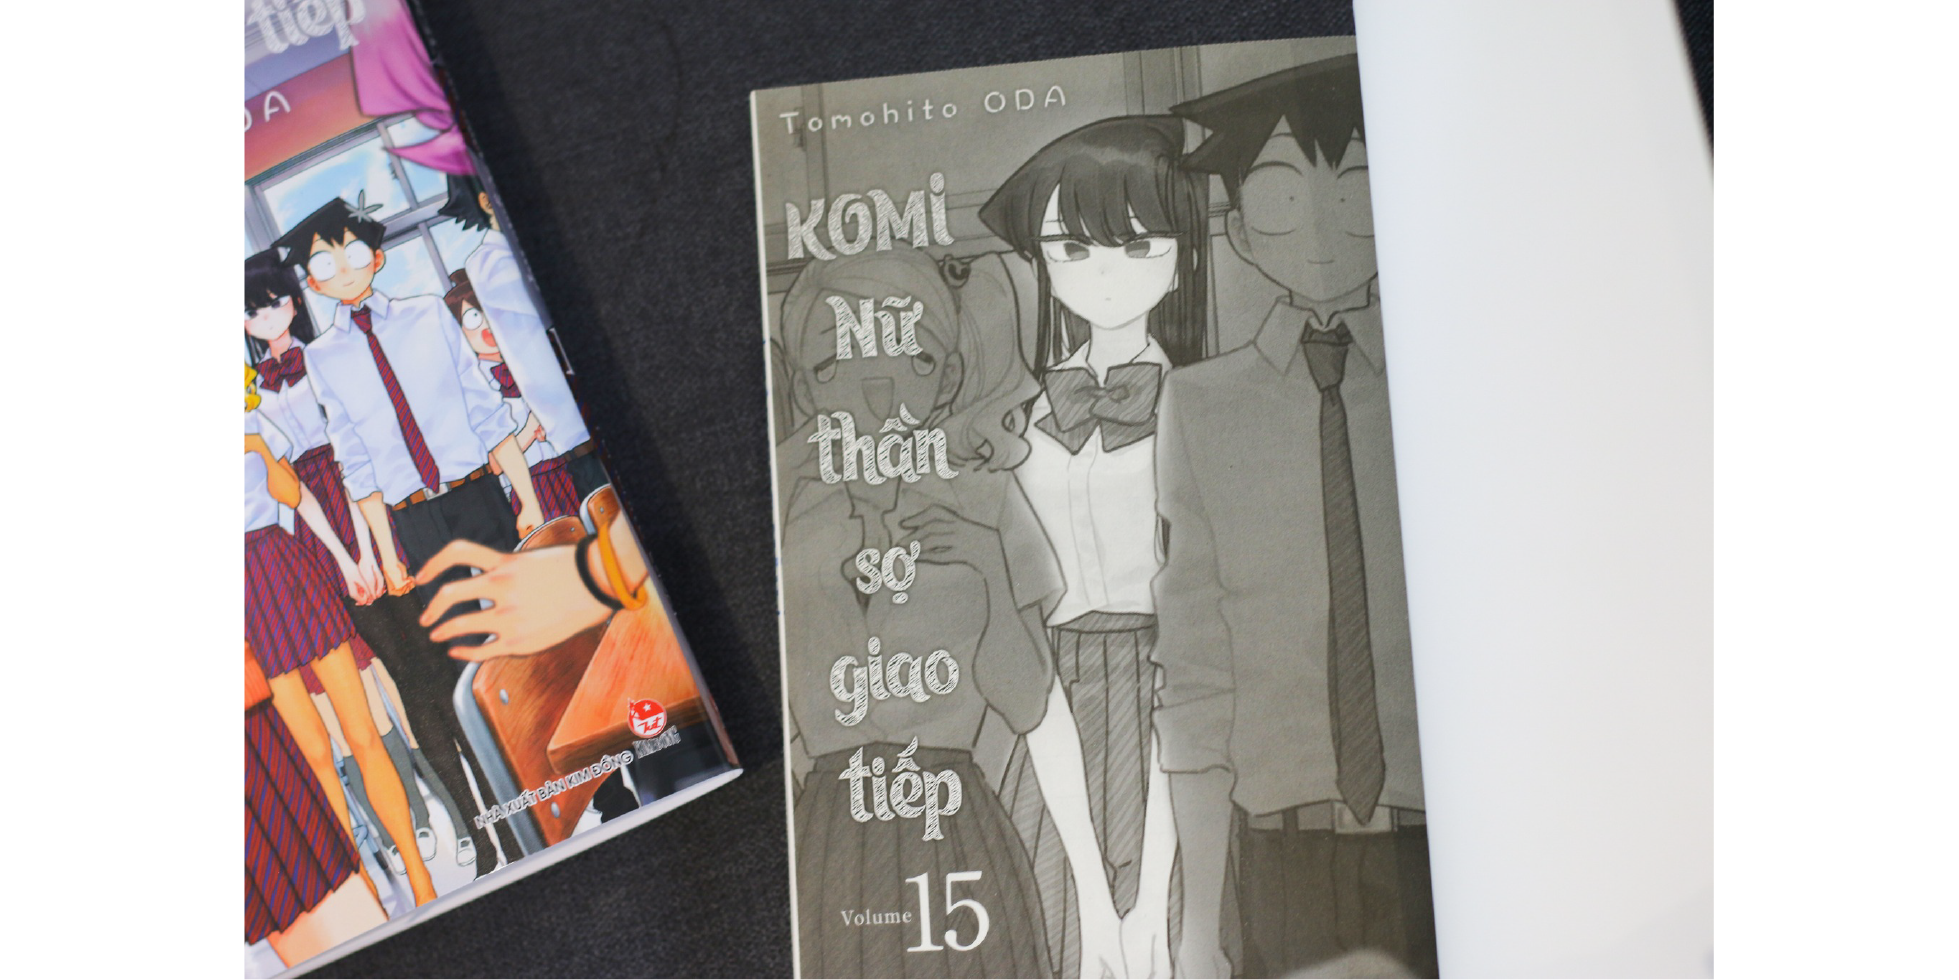 tiếp
ODA
NHÀ XUẤT BẢN KIM ĐỒNG
Tomohito ODA
KOMi
Nữ
thần
sợ
giao
tiếp
Volume 15